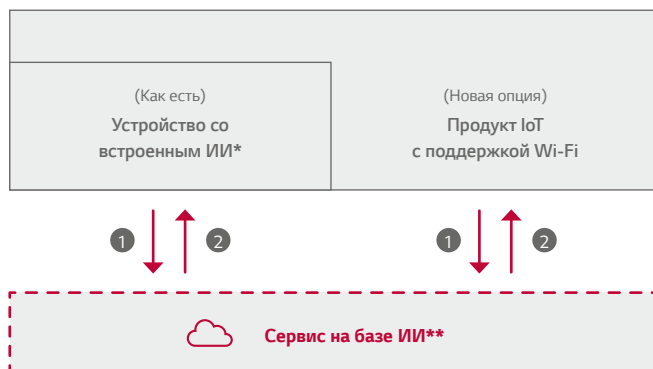 (Как есть)
Устройство со
встроенным ИИ*
(Новая опция)
Продукт IoT
с поддержкой Wi-Fi
1
2
1
2
Сервис на базе ИИ**